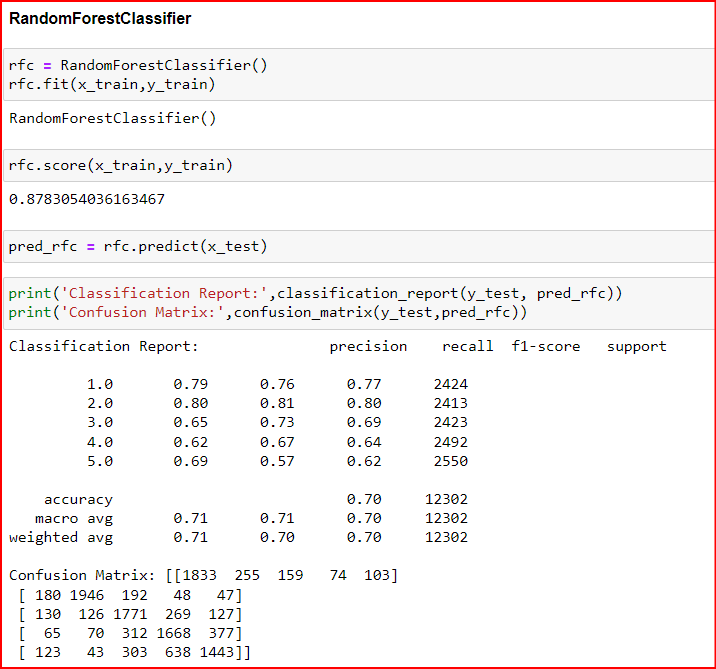 RandomForestClassifier
rfc = RandomForestClassifier()
rfc.fit(x_train,y_train)
RandomForestClassifier()
rfc.score(x_train,y_train)
0.8783054036163467
pred_rfc = rfc.predict(x_test)
print('Classification Report:',classification_report(y_test, pred_rfc))
print('Confusion Matrix:',confusion_matrix(y_test,pred_rfc))
Classification Report:               precision    recall  f1-score   support
         1.0       0.79      0.76      0.77      2424
         2.0       0.80      0.81      0.80      2413
         3.0       0.65      0.73      0.69      2423
         4.0       0.62      0.67      0.64      2492
         5.0       0.69      0.57      0.62      2550
    accuracy                           0.70     12302
   macro avg       0.71      0.71      0.70     12302
weighted avg       0.71      0.70      0.70     12302
Confusion Matrix: [[1833  255  159   74  103]
 [ 180 1946  192   48   47]
 [ 130  126 1771  269  127]
 [  65   70  312 1668  377]
 [ 123   43  303  638 1443]]